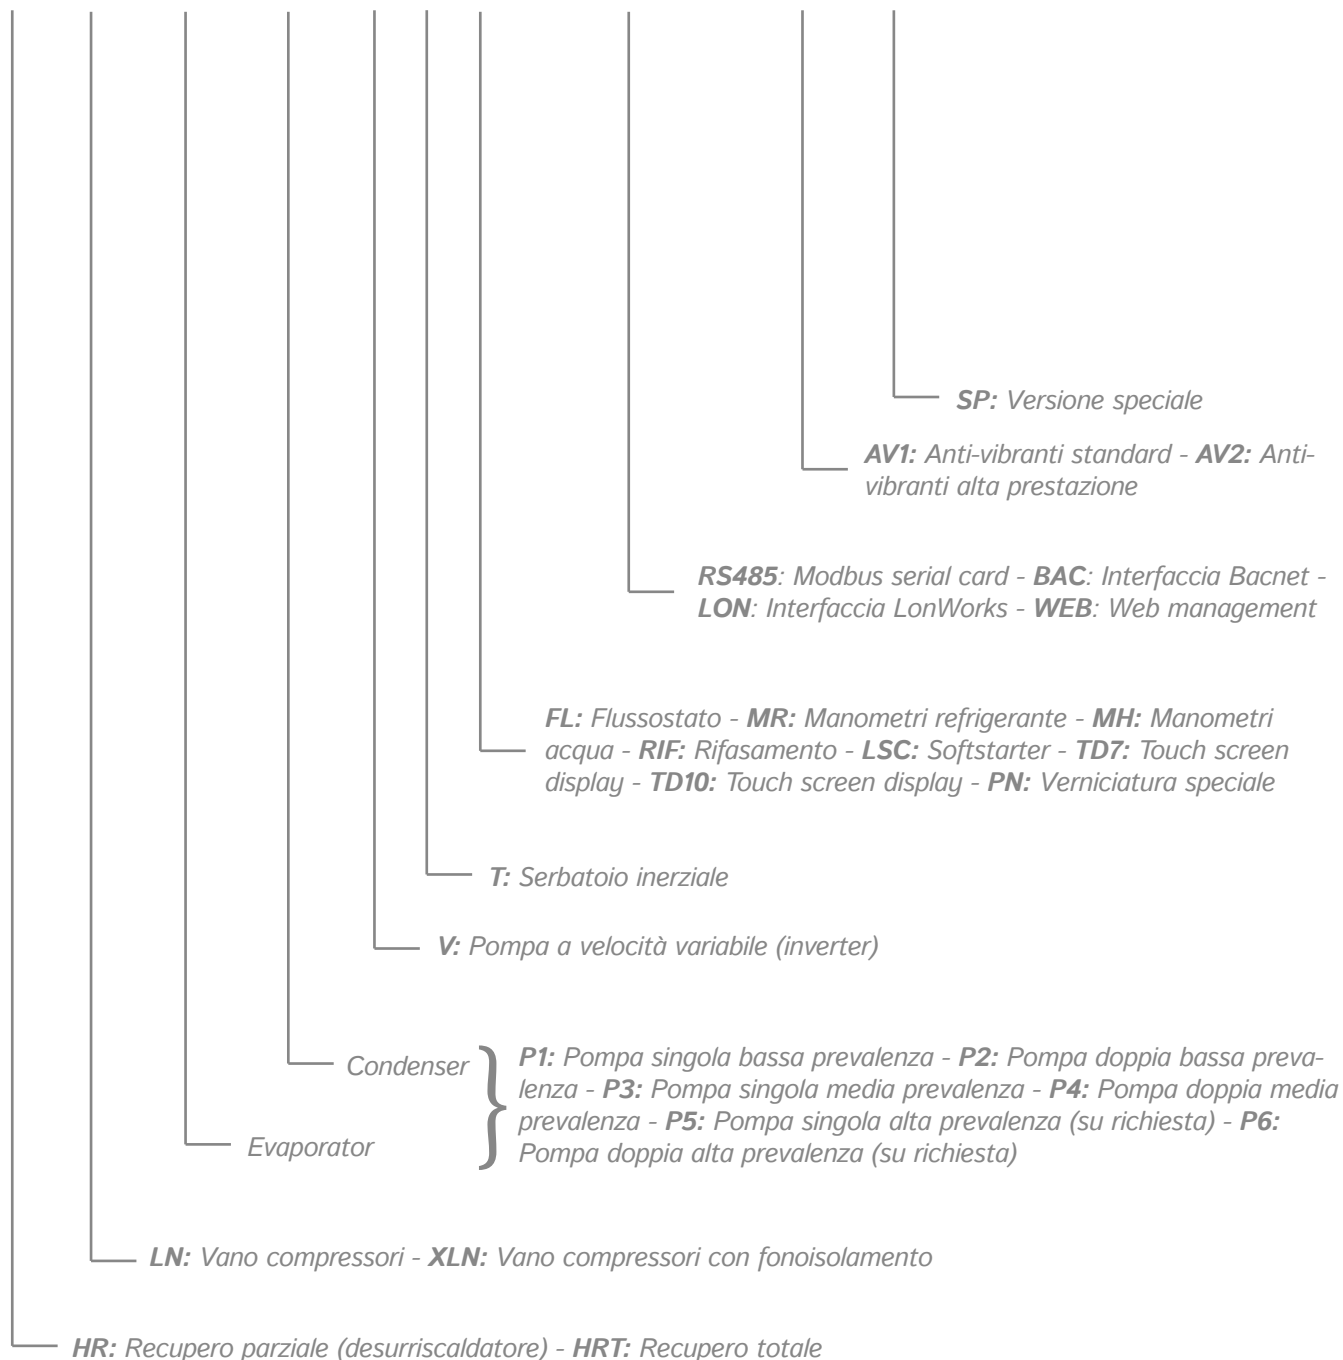 SP: Versione speciale
AV1: Anti-vibranti standard - AV2: Anti-
vibranti alta prestazione
RS485: Modbus serial card - BAC: Interfaccia Bacnet -
LON: Interfaccia LonWorks - WEB: Web management
FL: Flussostato - MR: Manometri refrigerante - MH: Manometri
acqua - RIF: Rifasamento - LSC: Softstarter - TD7: Touch screen
display - TD10: Touch screen display - PN: Verniciatura speciale
T: Serbatoio inerziale
V: Pompa a velocità variabile (inverter)
Condenser
Evaporator
P1: Pompa singola bassa prevalenza - P2: Pompa doppia bassa preva-
lenza - P3: Pompa singola media prevalenza - P4: Pompa doppia media
prevalenza - P5: Pompa singola alta prevalenza (su richiesta) - P6:
Pompa doppia alta prevalenza (su richiesta)
LN: Vano compressori - XLN: Vano compressori con fonoisolamento
HR: Recupero parziale (desurriscaldatore) - HRT: Recupero totale